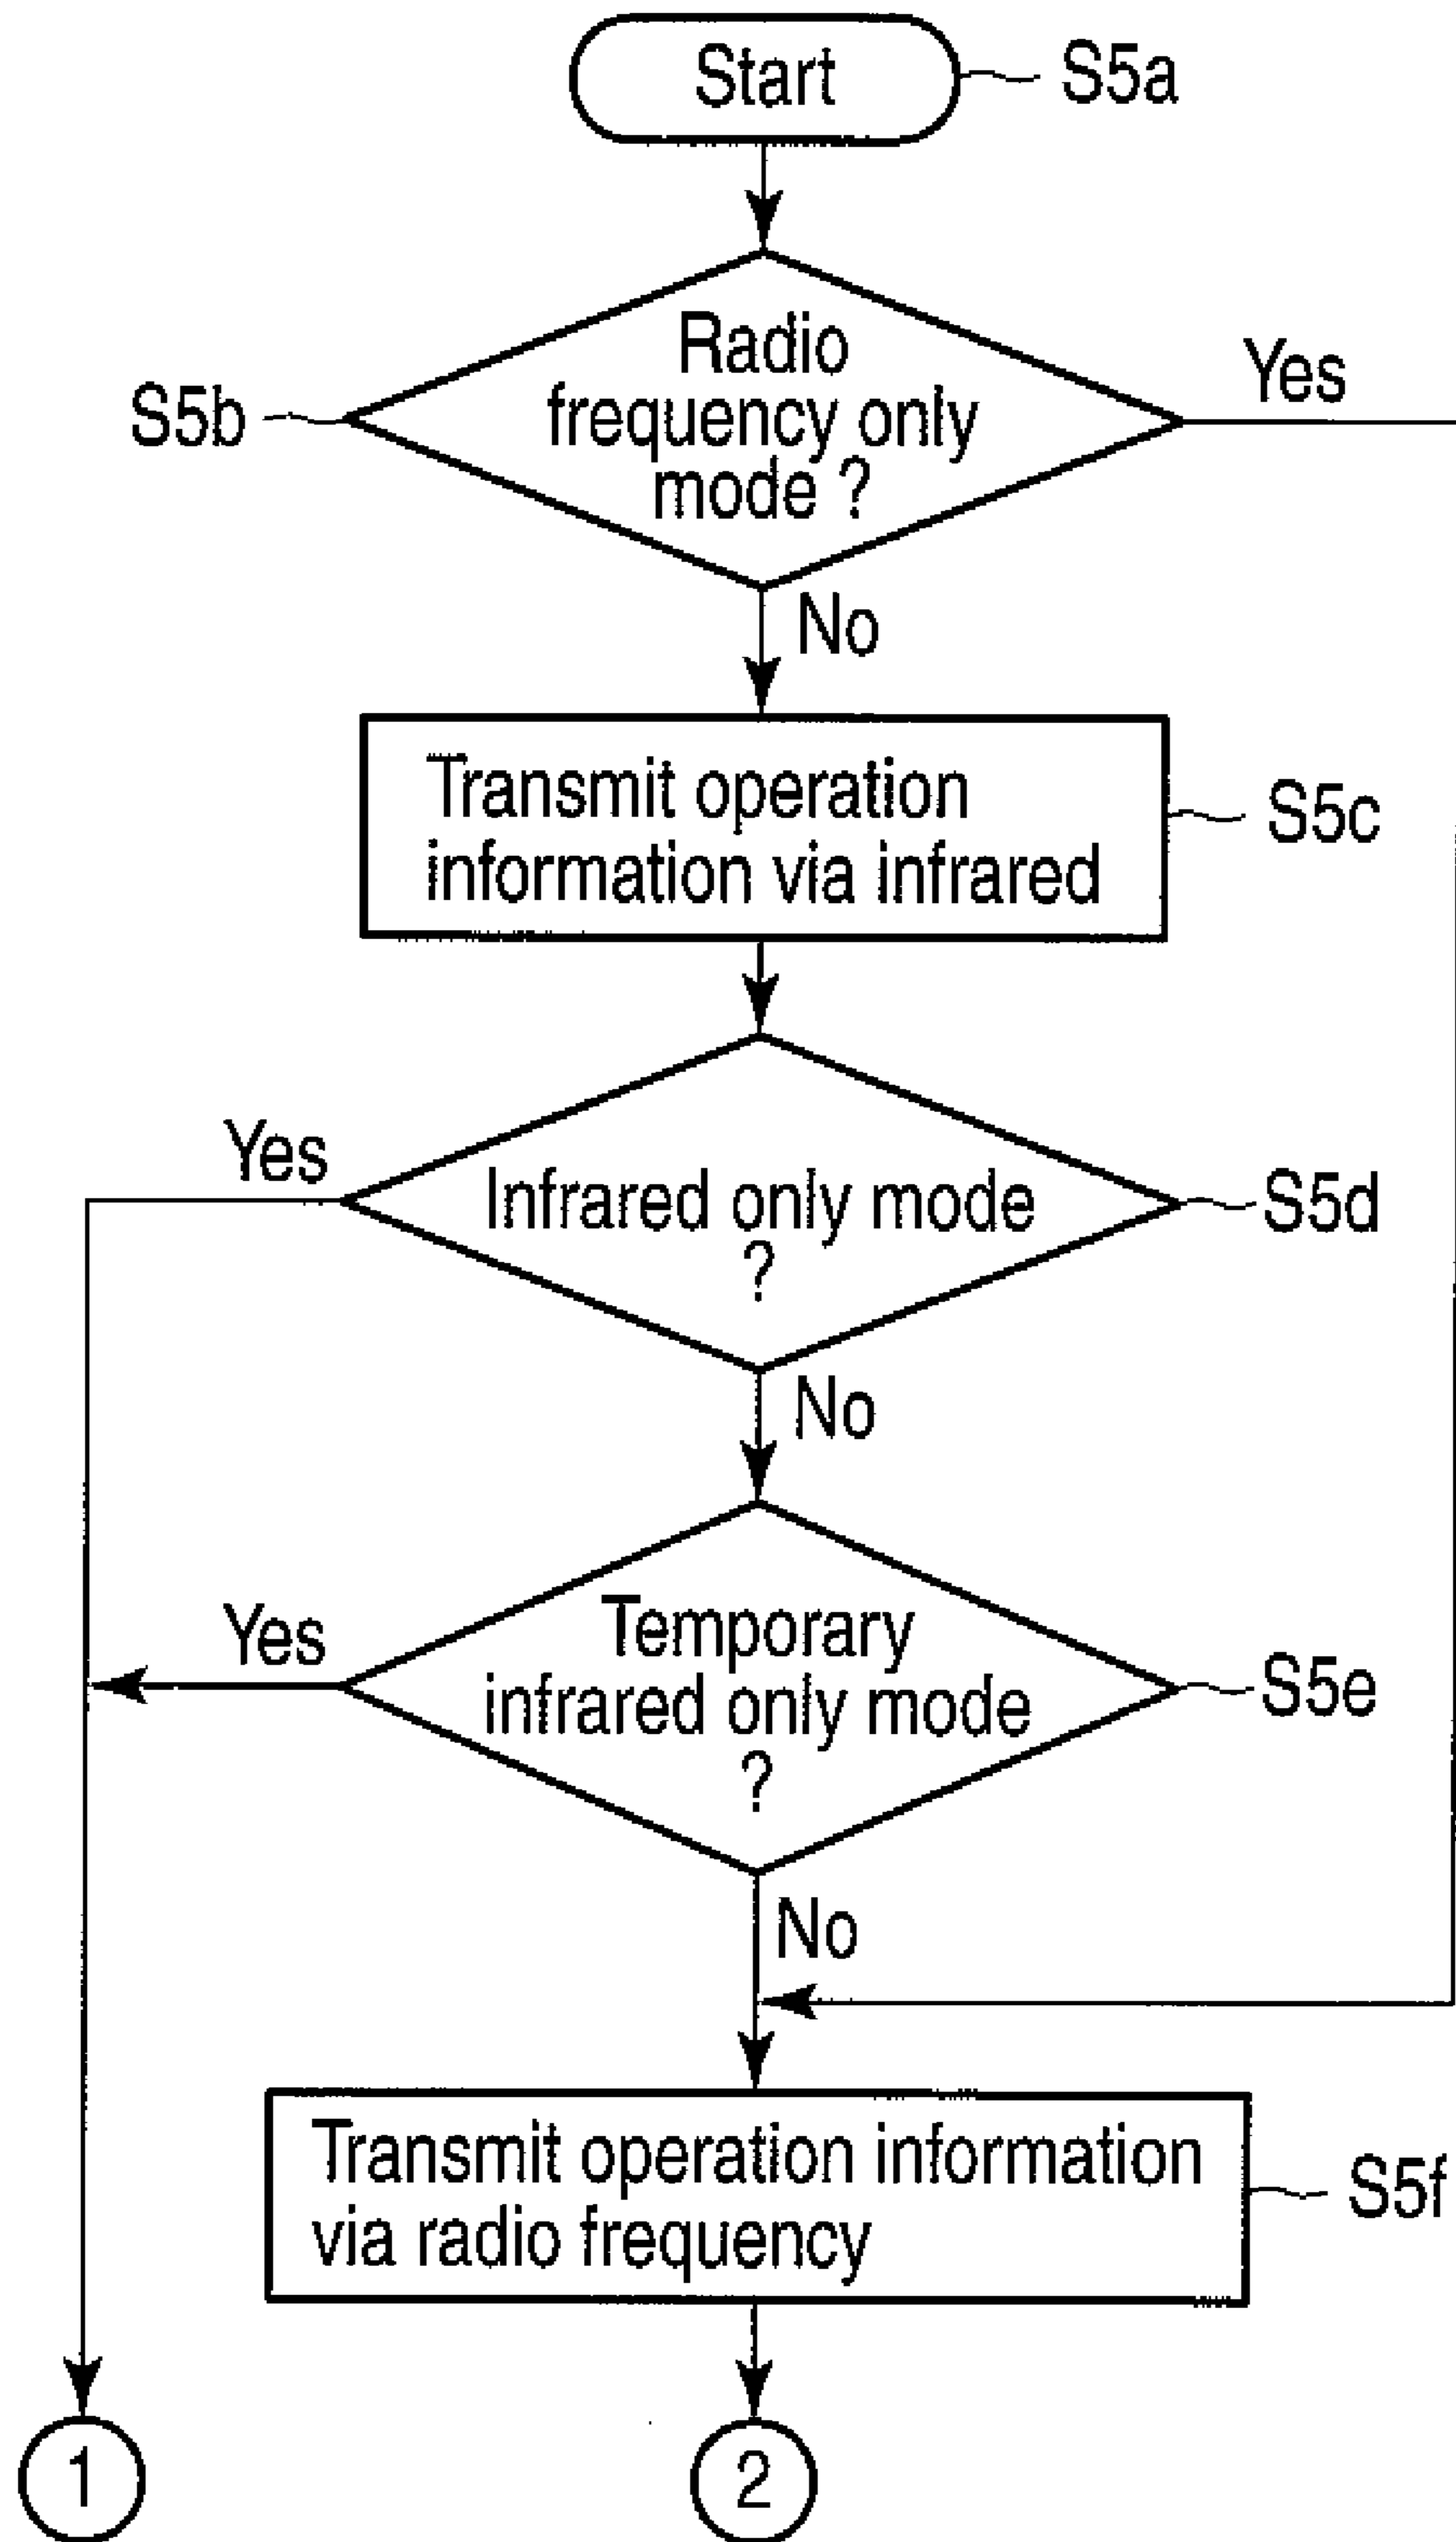 Start
S5a
Radio
frequency only
mode ?
S5b
Yes
No
Transmit operation
information via infrared
S5c
Yes
Infrared only mode
?
S5d
No
Yes
Temporary
infrared only mode
?
S5e
No
Transmit operation information
via radio frequency
S5f
1
2